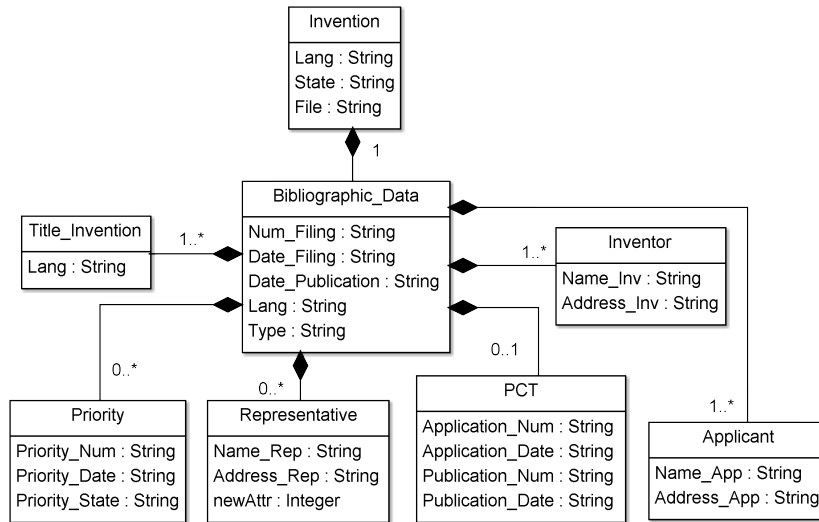 Invention
Lang : String
State : String
File : String
1
Bibliographic_Data
Num_Filing : String
Date_Filing : String
Date_Publication : String
Lang : String
Type : String
Title_Invention
Lang : String
1..*
Inventor
Name_Inv : String
Address_Inv : String
1..*
0..*
0..*
0..1
1..*
Priority
Priority_Num : String
Priority_Date : String
Priority_State : String
Representative
Name_Rep : String
Address_Rep : String
newAttr : Integer
PCT
Application_Num : String
Application_Date : String
Publication_Num : String
Publication_Date : String
Applicant
Name_App : String
Address_App : String